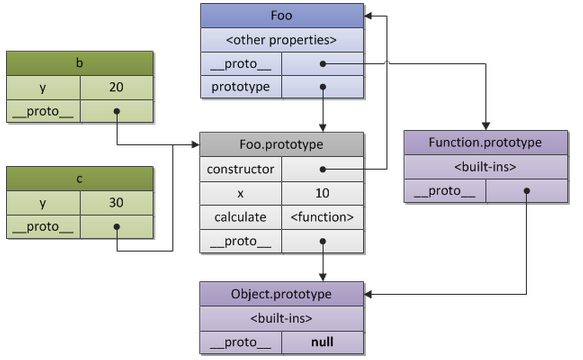 Foo
<other properties>
__proto__
prototype
b
y 20
__proto__
c
y 30
__proto__
Foo.prototype
constructor
x 10
calculate <function>
__proto__
Function.prototype
<built-ins>
__proto__
Object.prototype
<built-ins>
__proto__ null